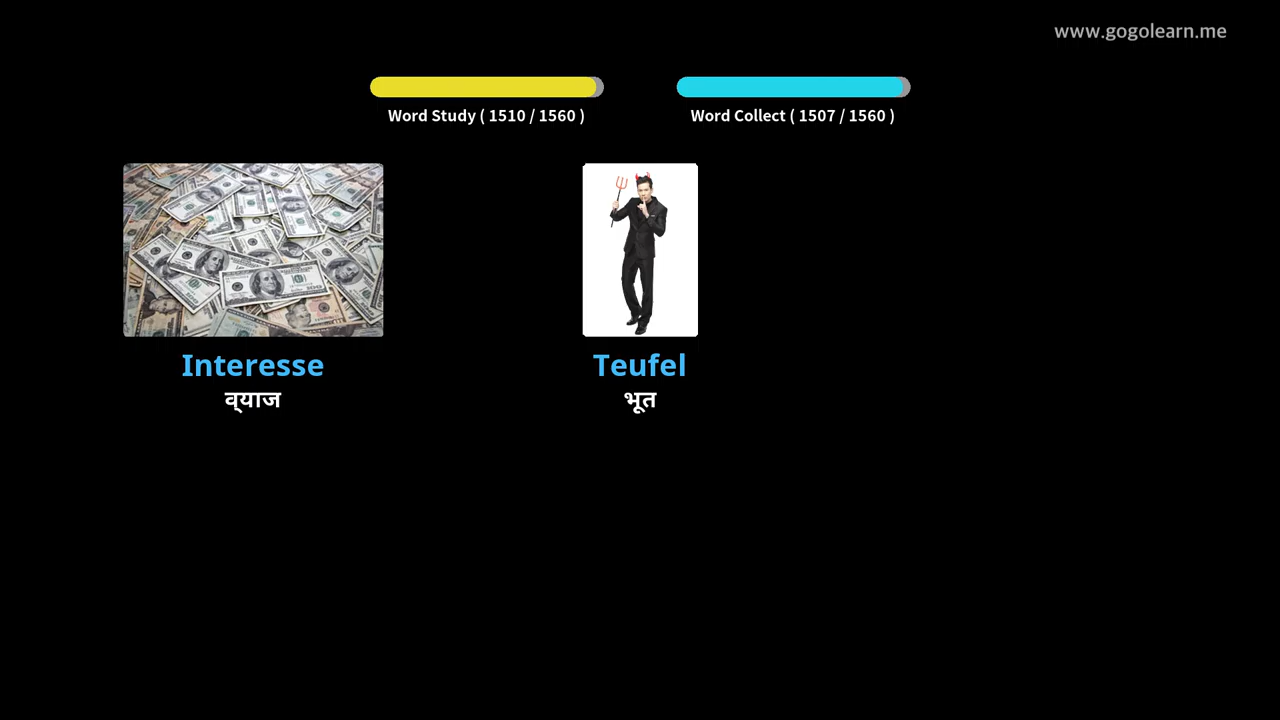 www.gogolearn.me
Word Study ( 1510 / 1560 )
Word Collect ( 1507 / 1560 )
Interesse
Teufel
व्याज
भूत